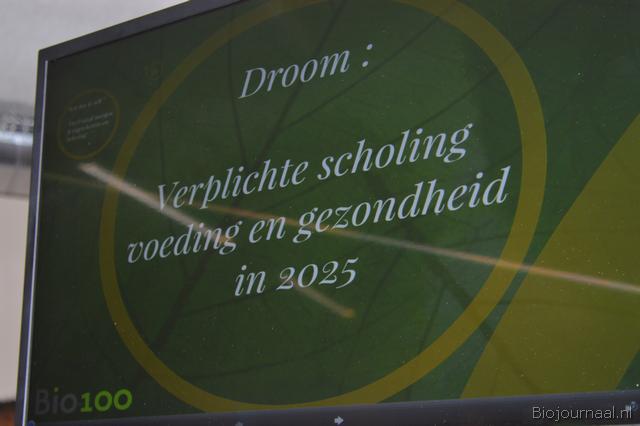 Droom :
Verplichte scholing
voeding en gezondheid
in 2025
Bio100
Biojournaal.nl